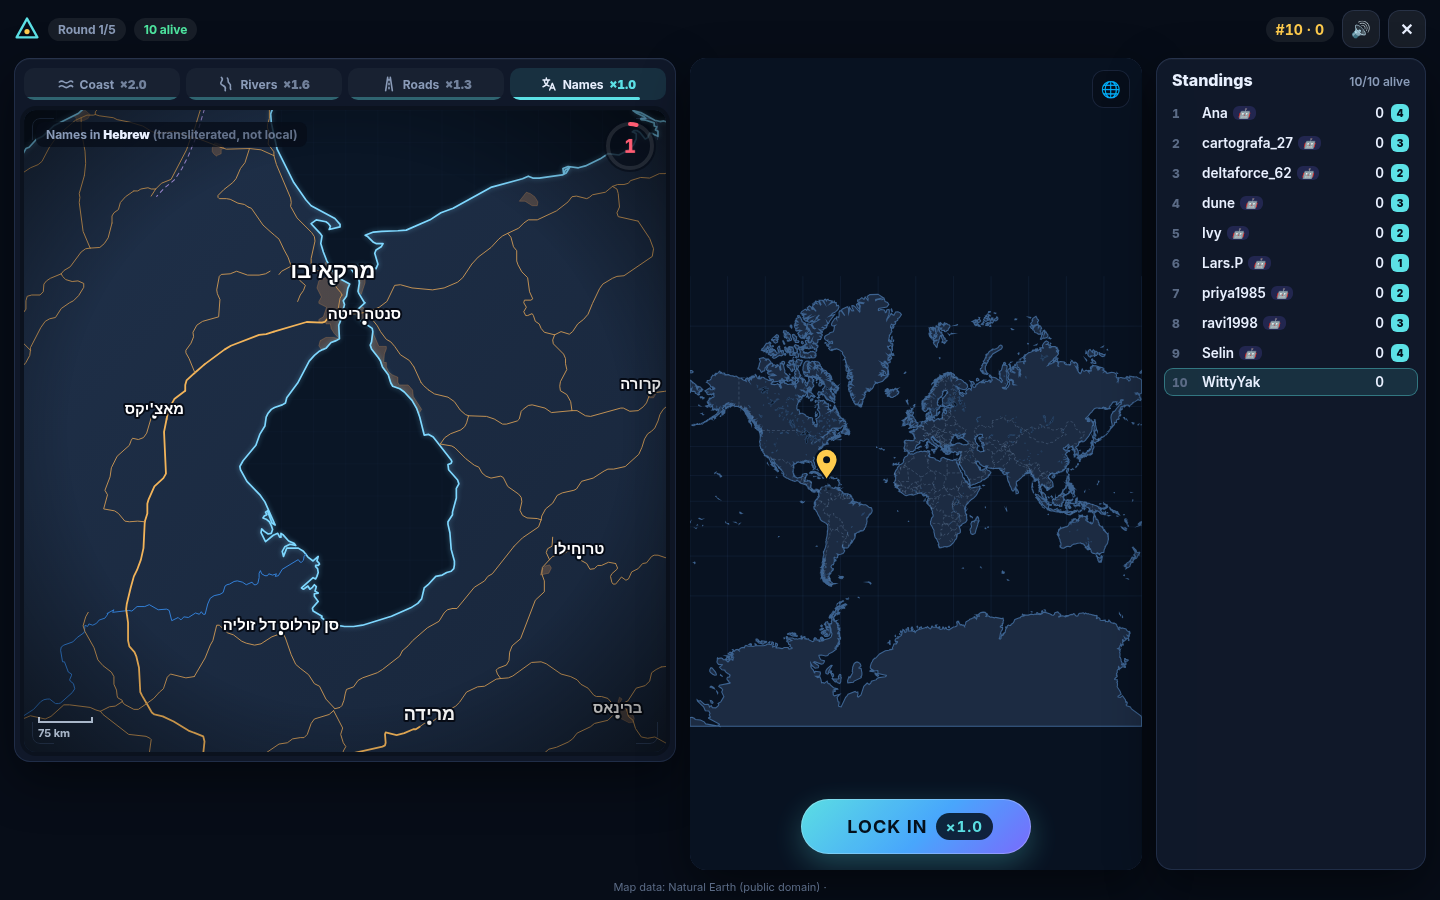 Round 1/5
10 alive
#10 · 0
Coast ×2.0
Rivers ×1.6
Roads ×1.3
Names ×1.0
Names in Hebrew (transliterated, not local)
1
מרקאיבו
סנטה ריטה
קרורה
מאצ'יקס
טרוחילו
סן קרלוס דל זוליה
מרידה
ברינאס
75 km
LOCK IN ×1.0
Standings
10/10 alive
1 Ana 0 4
2 cartografa_27 0 3
3 deltaforce_62 0 2
4 dune 0 3
5 Ivy 0 2
6 Lars.P 0 1
7 priya1985 0 2
8 ravi1998 0 3
9 Selin 0 4
10 WittyYak 0
Map data: Natural Earth (public domain) ·